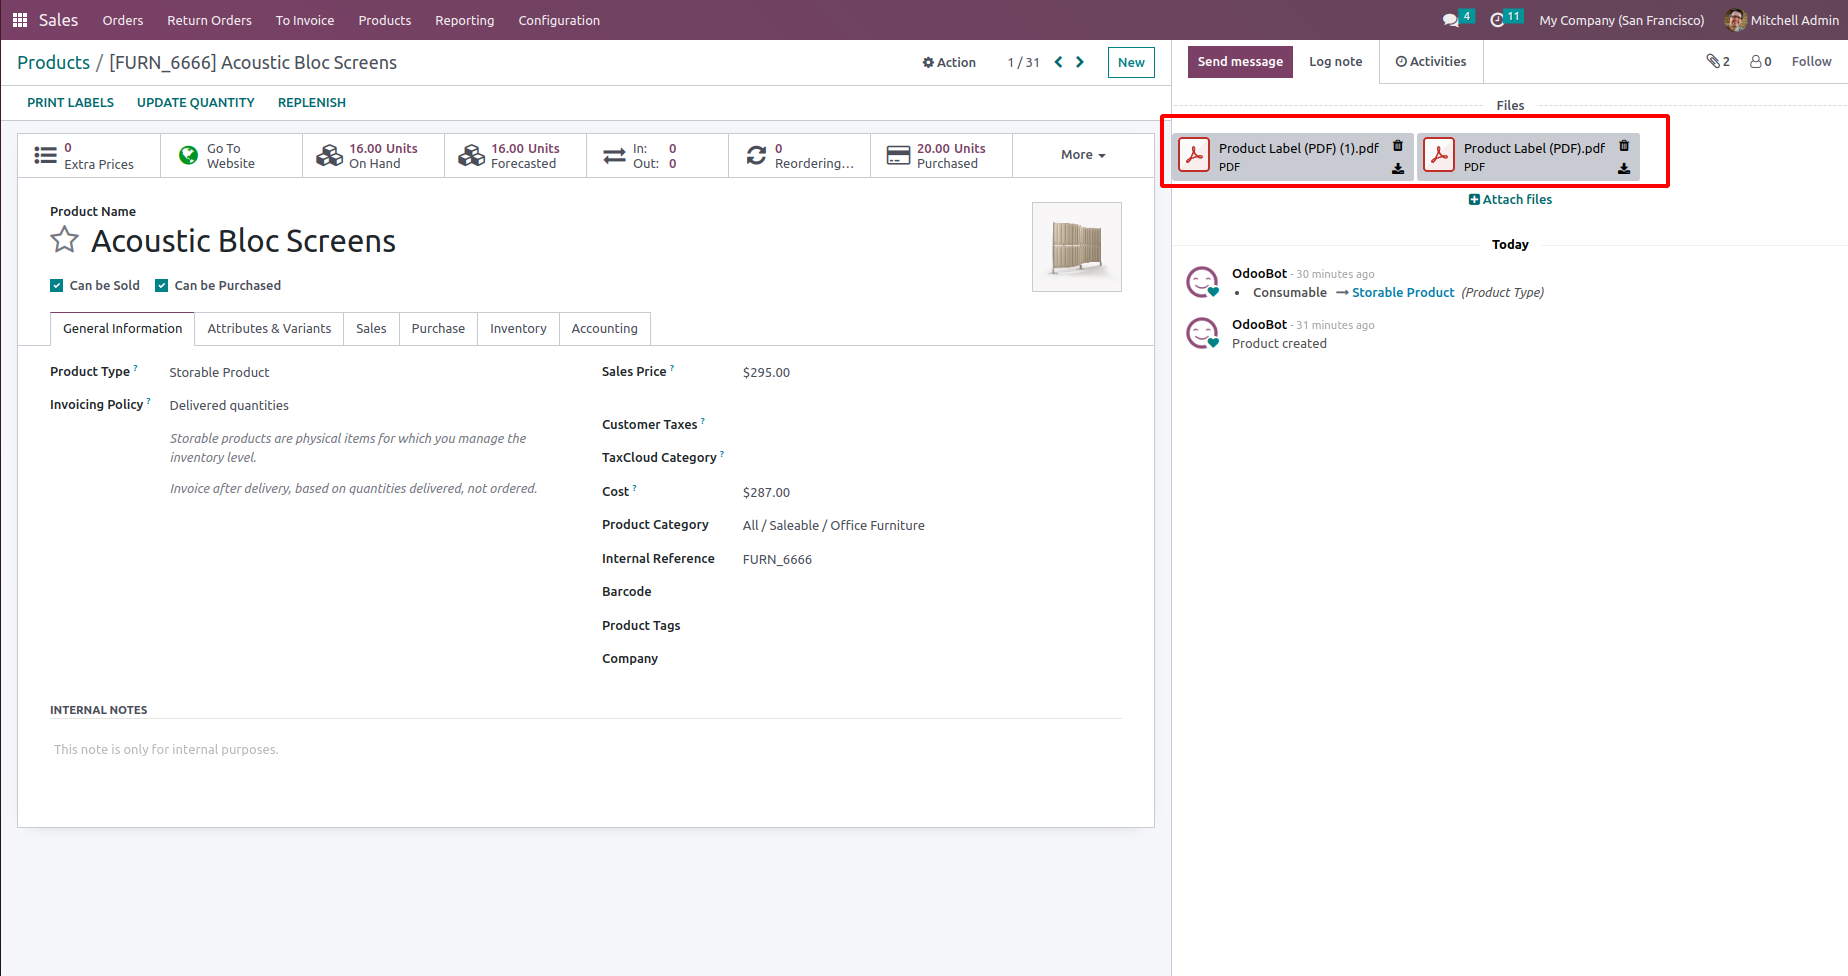 Sales Orders Return Orders To Invoice Products Reporting Configuration 4 11 My Company (San Francisco) Mitchell Admin
Products / [FURN_6666] Acoustic Bloc Screens Action 1 / 31 New
PRINT LABELS UPDATE QUANTITY REPLENISH
0
Extra Prices
Go To
Website
16.00 Units
On Hand
16.00 Units
Forecasted
In: 0
Out: 0
0
Reordering...
20.00 Units
Purchased
More
Product Name
Acoustic Bloc Screens
Can be Sold Can be Purchased
General Information Attributes & Variants Sales Purchase Inventory Accounting
Product Type ? Storable Product
Invoicing Policy ? Delivered quantities
Storable products are physical items for which you manage the
inventory level.
Invoice after delivery, based on quantities delivered, not ordered.
Sales Price ? $295.00
Customer Taxes ?
TaxCloud Category ?
Cost ? $287.00
Product Category All / Saleable / Office Furniture
Internal Reference FURN_6666
Barcode
Product Tags
Company
INTERNAL NOTES
This note is only for internal purposes.
Send message Log note Activities 2 0 Follow
Files
Product Label (PDF) (1).pdf
PDF
Product Label (PDF).pdf
PDF
Attach files
Today
OdooBot - 30 minutes ago
• Consumable → Storable Product (Product Type)
OdooBot - 31 minutes ago
Product created